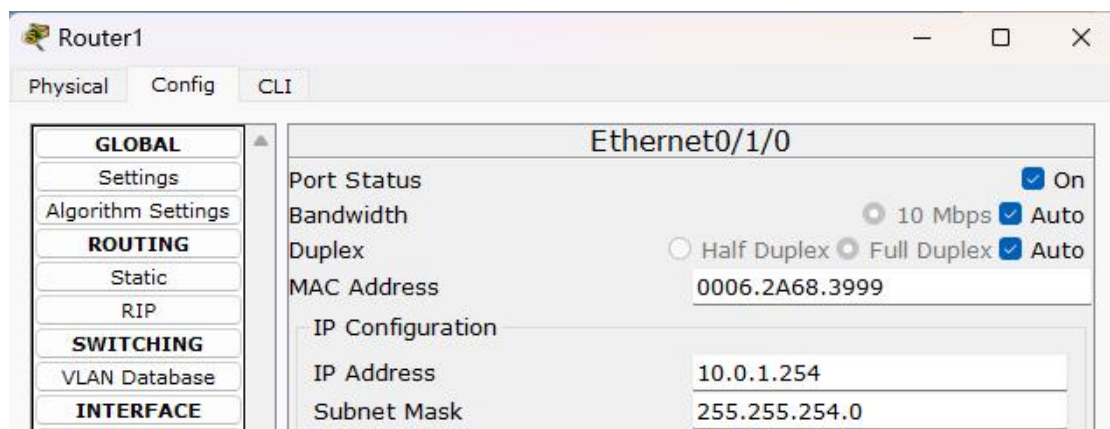 Router1
Physical Config CLI
GLOBAL
Settings
Algorithm Settings
ROUTING
Static
RIP
SWITCHING
VLAN Database
INTERFACE
Ethernet0/1/0
Port Status On
Bandwidth 10 Mbps Auto
Duplex Half Duplex Full Duplex Auto
MAC Address 0006.2A68.3999
IP Configuration
IP Address 10.0.1.254
Subnet Mask 255.255.254.0